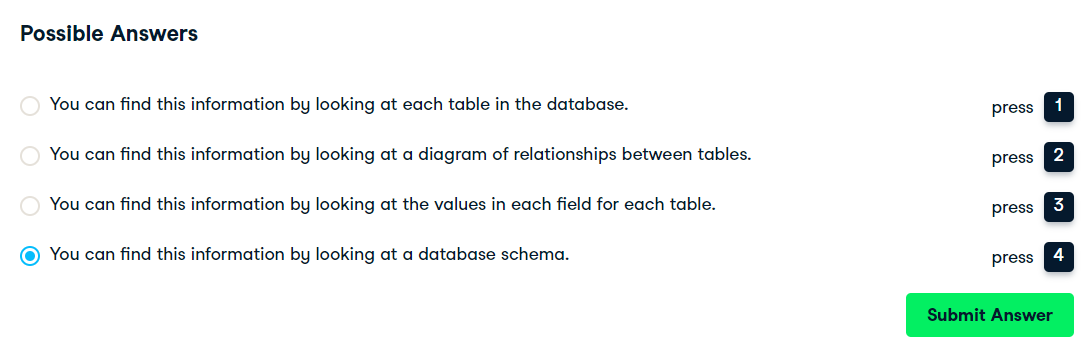 Possible Answers
You can find this information by looking at each table in the database.
press 1
You can find this information by looking at a diagram of relationships between tables.
press 2
You can find this information by looking at the values in each field for each table.
press 3
You can find this information by looking at a database schema.
press 4
Submit Answer